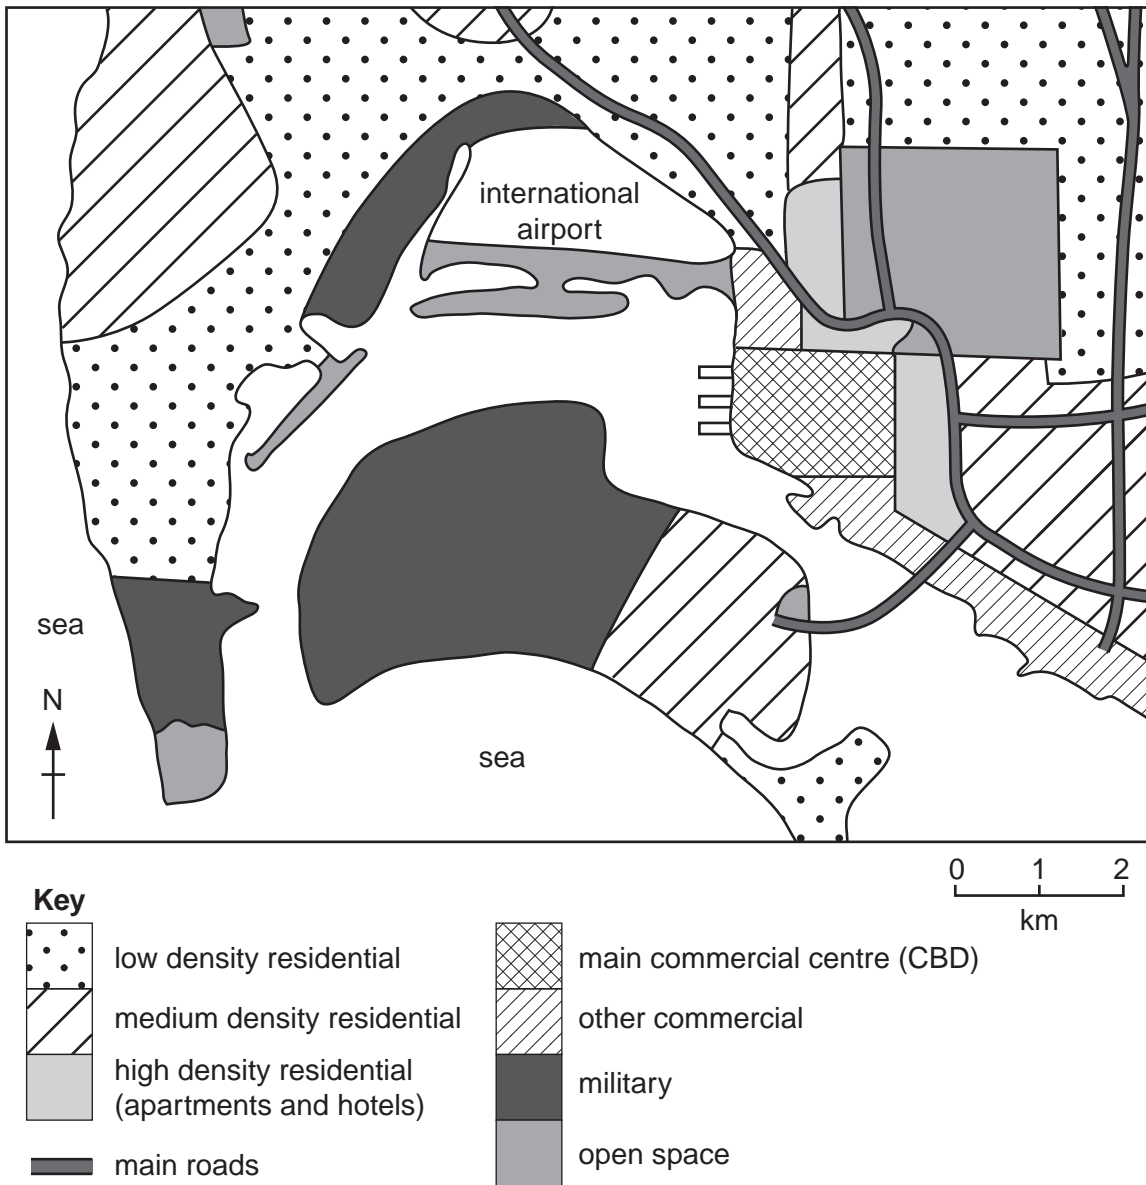 international
airport
sea
N
sea
0 1 2
km
Key
low density residential
medium density residential
high density residential
(apartments and hotels)
main roads
main commercial centre (CBD)
other commercial
military
open space